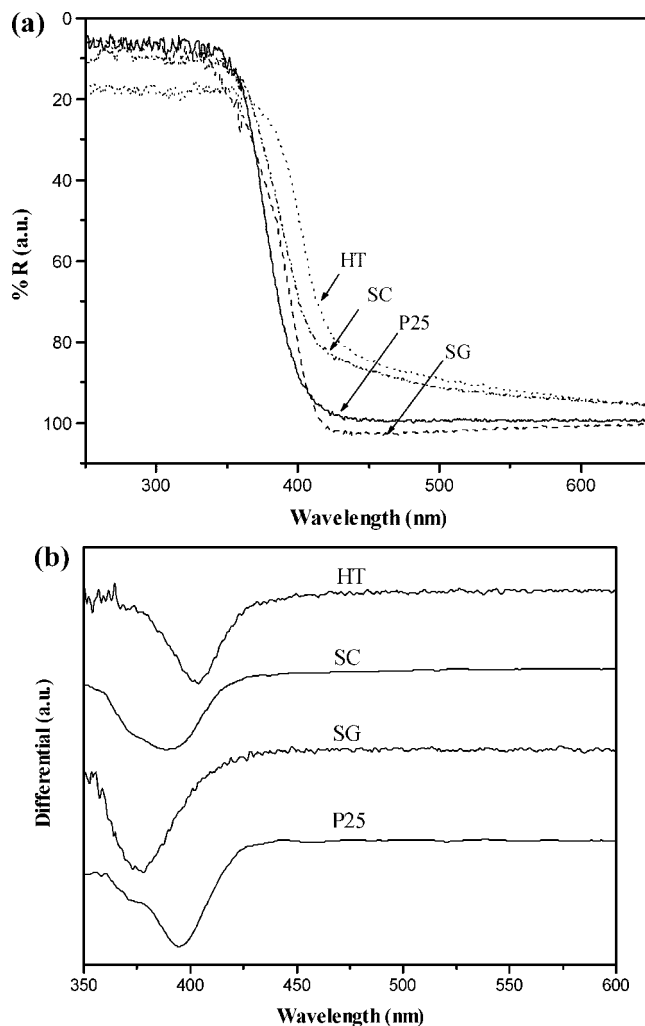 (a)
0
20
40
60
80
100
% R (a.u.)
HT
SC
P25
SG
300
400
500
600
Wavelength (nm)
(b)
HT
SC
SG
P25
Differential (a.u.)
350
400
450
500
550
600
Wavelength (nm)